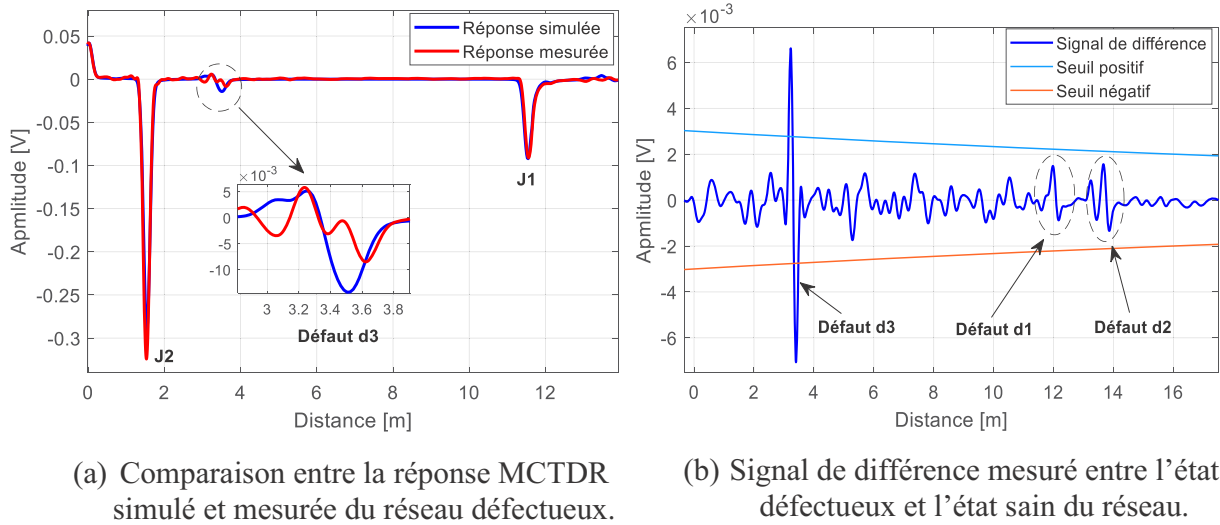 0.05
0
-0.05
-0.1
-0.15
-0.2
-0.25
-0.3
Apmlitude [V]
Réponse simulée
Réponse mesurée
×10⁻³
5
0
-5
-10
3
3.2
3.4
3.6
3.8
Défaut d3
J2
J1
0
2
4
6
8
10
12
Distance [m]
×10⁻³
6
4
2
0
-2
-4
-6
Apmlitude [V]
Signal de différence
Seuil positif
Seuil négatif
Défaut d3
Défaut d1
Défaut d2
0
2
4
6
8
10
12
14
16
Distance [m]
(a) Comparaison entre la réponse MCTDR
simulé et mesurée du réseau défectueux.
(b) Signal de différence mesuré entre l'état
défectueux et l'état sain du réseau.